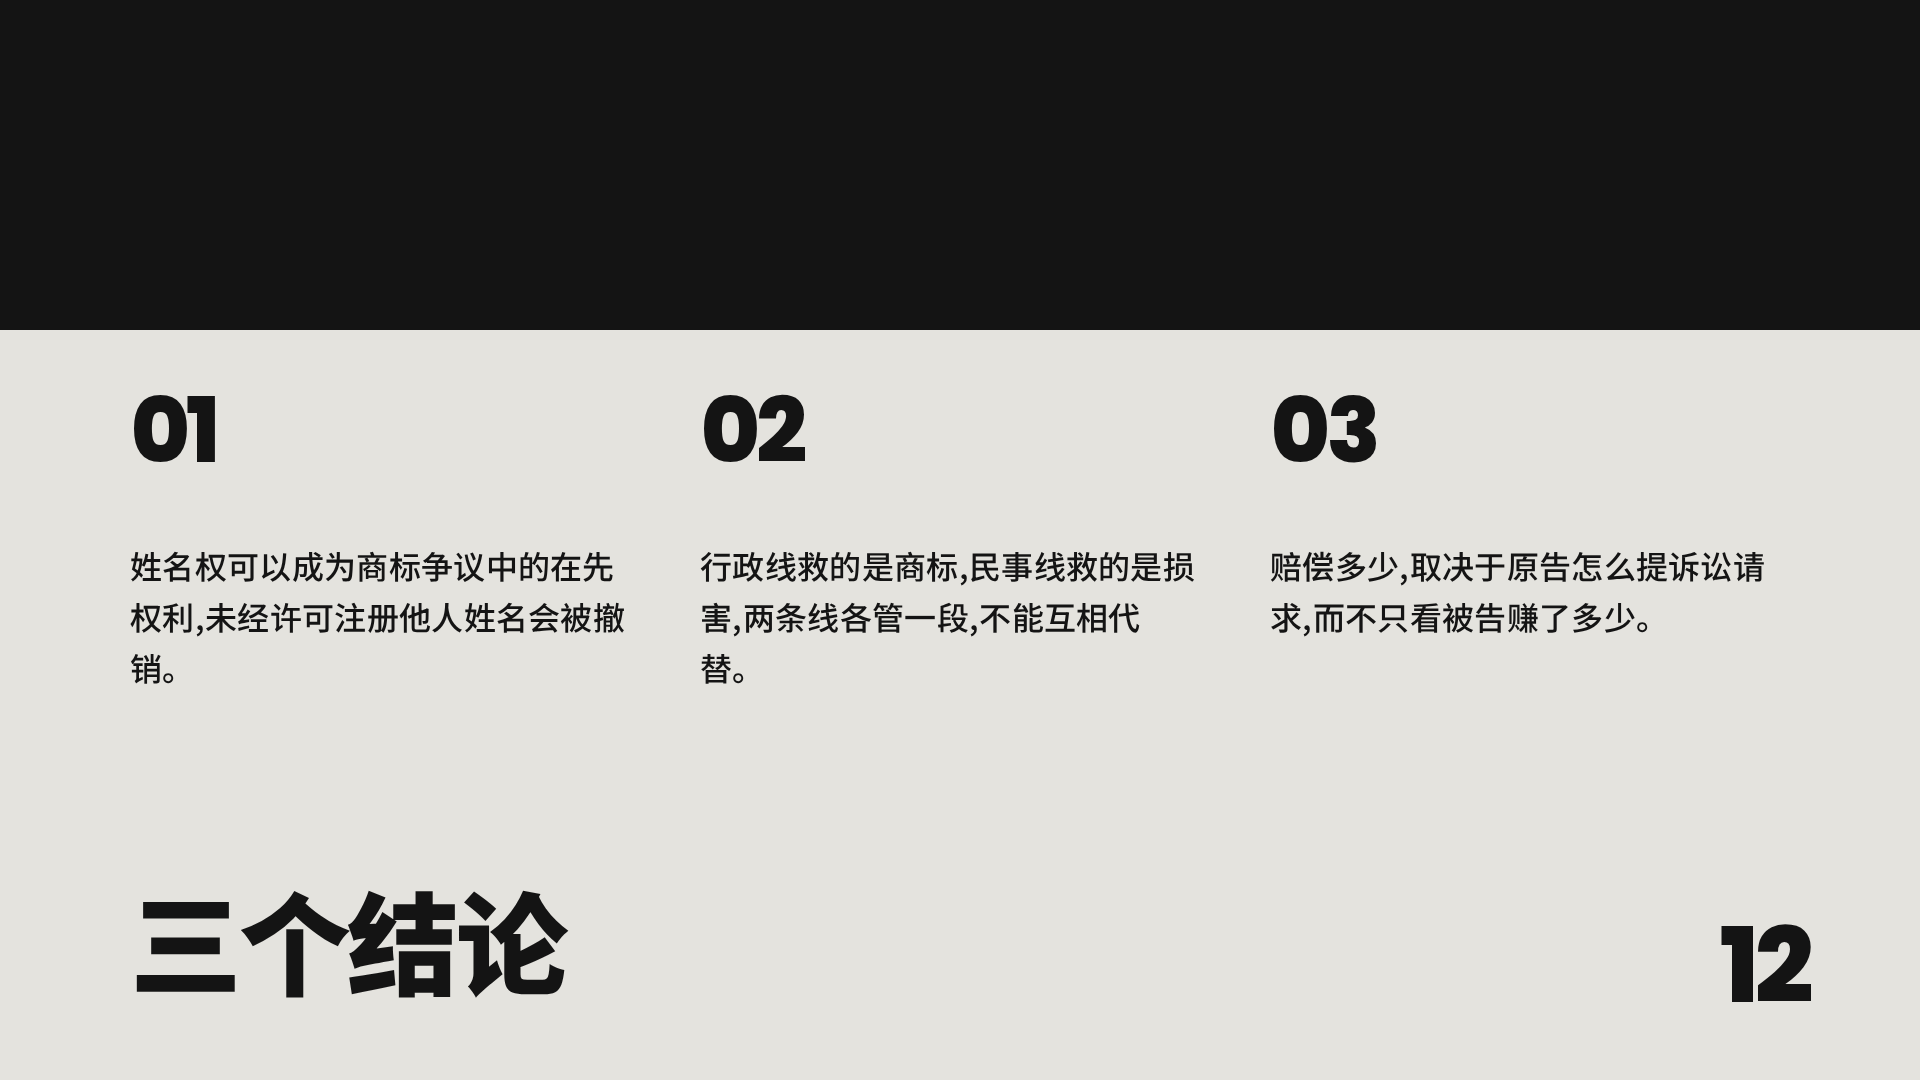 01
姓名权可以成为商标争议中的在先
权利,未经许可注册他人姓名会被撤
销。
02
行政线救的是商标,民事线救的是损
害,两条线各管一段,不能互相代
替。
03
赔偿多少,取决于原告怎么提诉讼请
求,而不只看被告赚了多少。
三个结论
12